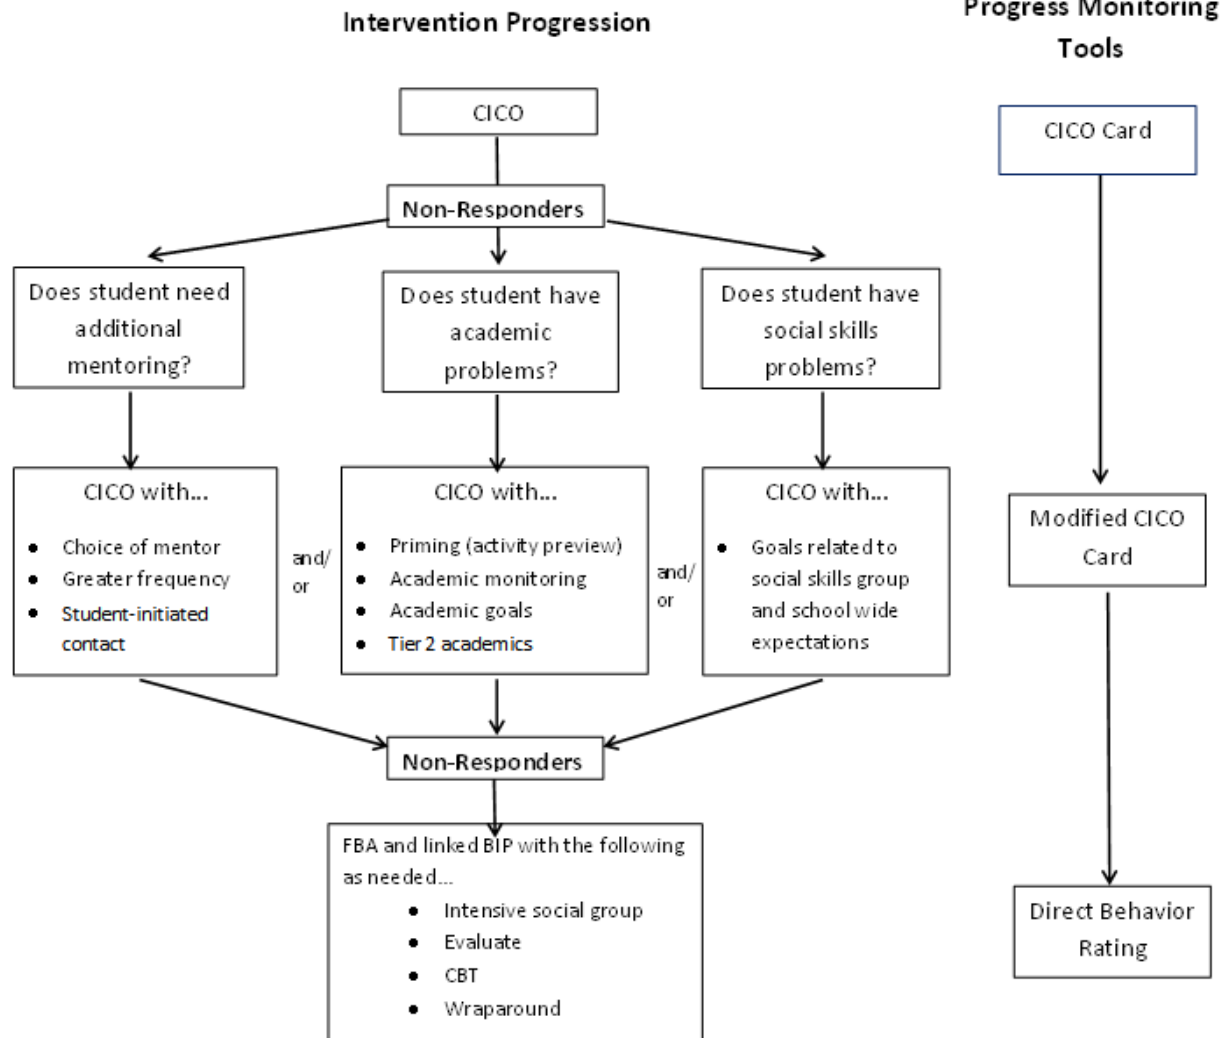 Intervention Progression
Progress Monitoring
Tools
CICO
CICO Card
Non-Responders
Does student need
additional
mentoring?
Does student have
academic
problems?
Does student have
social skills
problems?
CICO with...
• Choice of mentor
• Greater frequency
• Student-initiated
contact
and/
or
CICO with...
• Priming (activity preview)
• Academic monitoring
• Academic goals
• Tier 2 academics
and/
or
CICO with...
• Goals related to
social skills group
and school wide
expectations
Modified CICO
Card
Non-Responders
FBA and linked BIP with the following
as needed...
• Intensive social group
• Evaluate
• CBT
• Wraparound
Direct Behavior
Rating